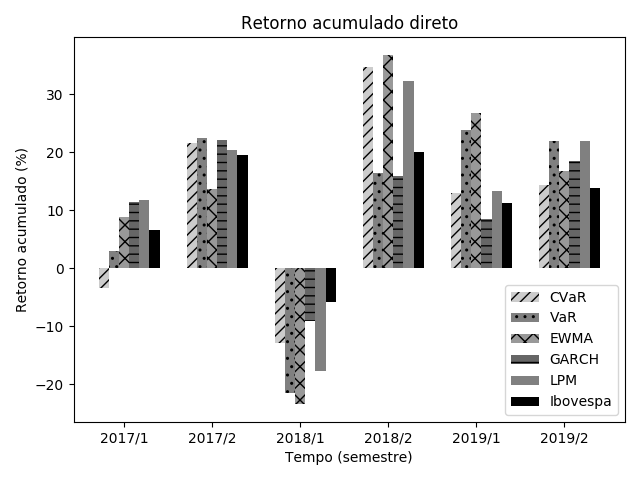 Retorno acumulado direto
Retorno acumulado (%)
30
20
10
0
−10
−20
2017/1
2017/2
2018/1
2018/2
2019/1
2019/2
Tempo (semestre)
CVaR
VaR
EWMA
GARCH
LPM
Ibovespa